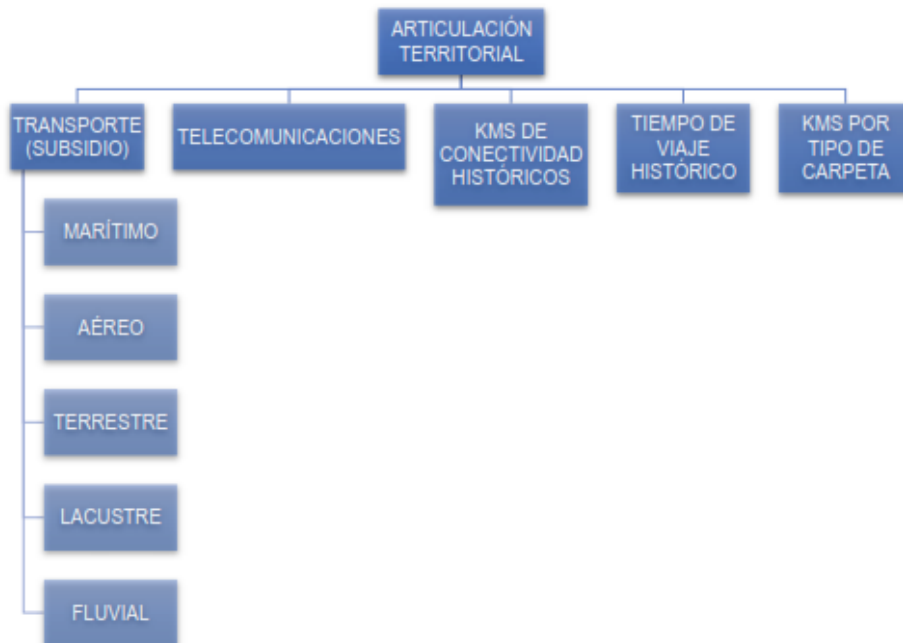 ARTICULACIÓN
TERRITORIAL
TRANSPORTE
(SUBSIDIO)
TELECOMUNICACIONES
KMS DE
CONECTIVIDAD
HISTÓRICOS
TIEMPO DE
VIAJE
HISTÓRICO
KMS POR
TIPO DE
CARPETA
MARÍTIMO
AÉREO
TERRESTRE
LACUSTRE
FLUVIAL